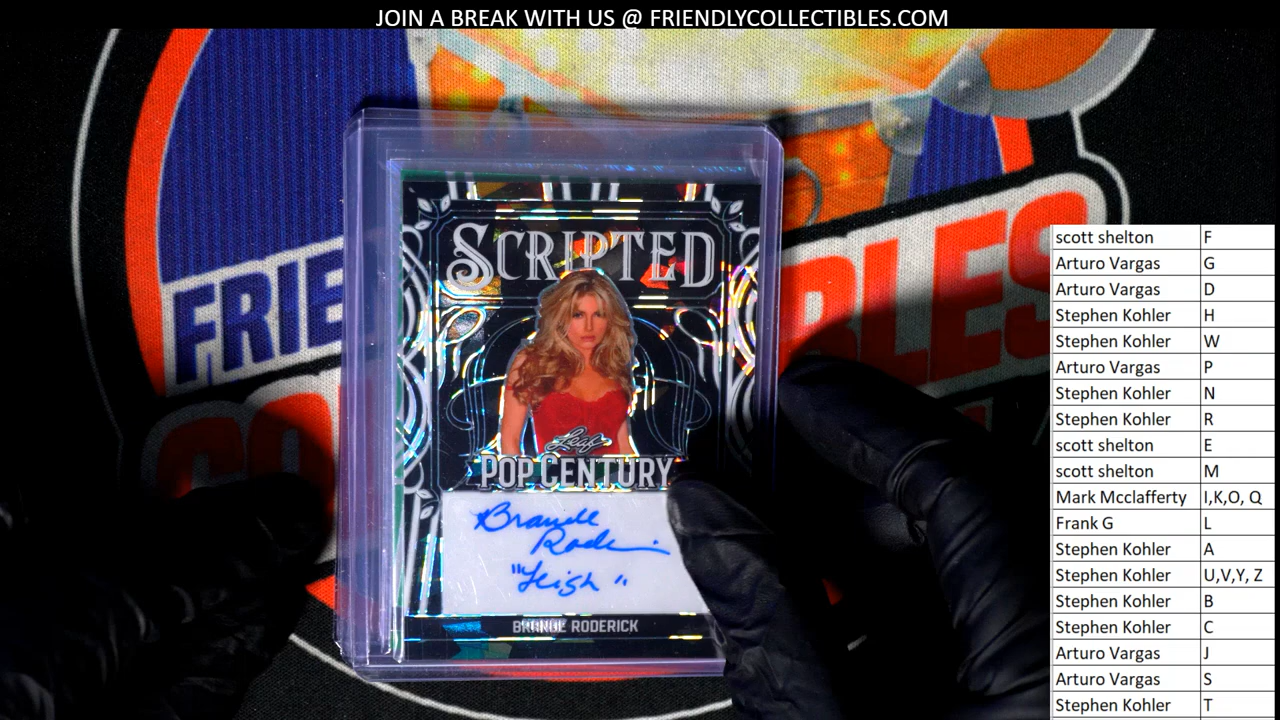 JOIN A BREAK WITH US @ FRIENDLYCOLLECTIBLES.COM
SCRIPTED
Leaf
POP CENTURY
Brande
Roderick
"Leigh"
BRANDE RODERICK
scott shelton F
Arturo Vargas G
Arturo Vargas D
Stephen Kohler H
Stephen Kohler W
Arturo Vargas P
Stephen Kohler N
Stephen Kohler R
scott shelton E
scott shelton M
Mark Mcclafferty I,K,O, Q
Frank G L
Stephen Kohler A
Stephen Kohler U,V,Y, Z
Stephen Kohler B
Stephen Kohler C
Arturo Vargas J
Arturo Vargas S
Stephen Kohler T